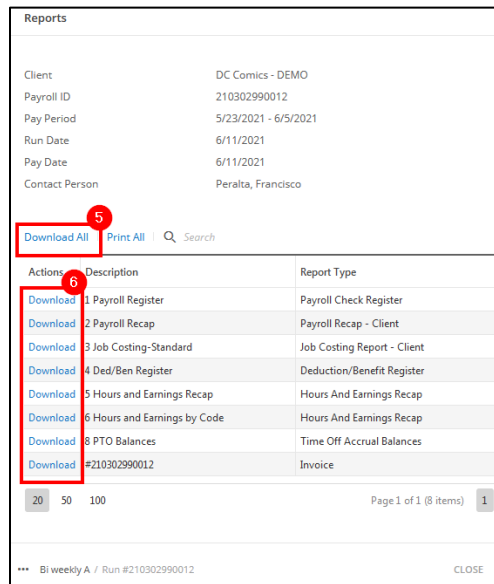 Reports
Client DC Comics - DEMO
Payroll ID 210302990012
Pay Period 5/23/2021 - 6/5/2021
Run Date 6/11/2021
Pay Date 6/11/2021
Contact Person Peralta, Francisco
5
Download All Print All Search
Actions Description Report Type
6
Download 1 Payroll Register Payroll Check Register
Download 2 Payroll Recap Payroll Recap - Client
Download 3 Job Costing-Standard Job Costing Report - Client
Download 4 Ded/Ben Register Deduction/Benefit Register
Download 5 Hours and Earnings Recap Hours And Earnings Recap
Download 6 Hours and Earnings by Code Hours And Earnings Recap
Download 8 PTO Balances Time Off Accrual Balances
Download #210302990012 Invoice
20 50 100 Page 1 of 1 (8 items) 1
••• Bi weekly A / Run #210302990012 CLOSE